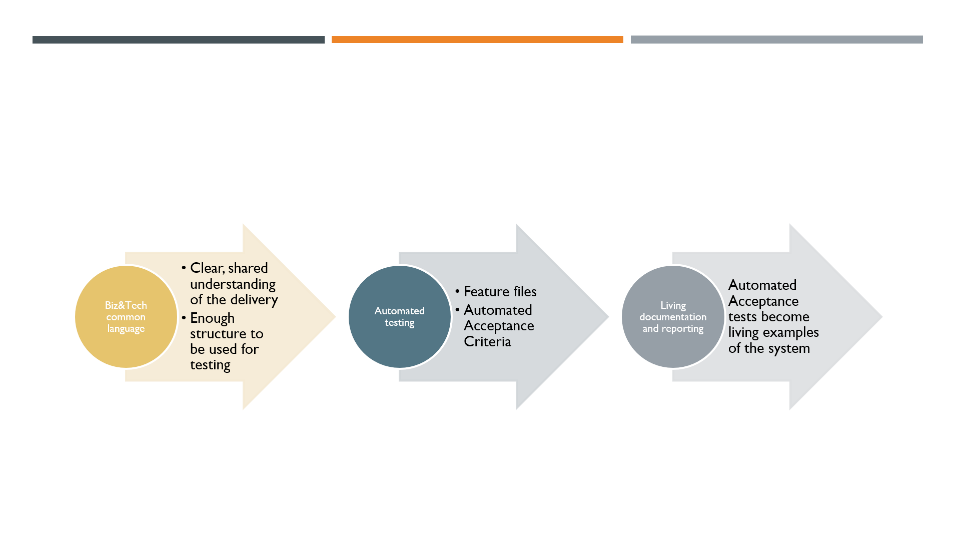 Biz&Tech
common
language
• Clear, shared
understanding
of the delivery
• Enough
structure to
be used for
testing
Automated
testing
• Feature files
• Automated
Acceptance
Criteria
Living
documentation
and reporting
Automated
Acceptance
tests become
living examples
of the system